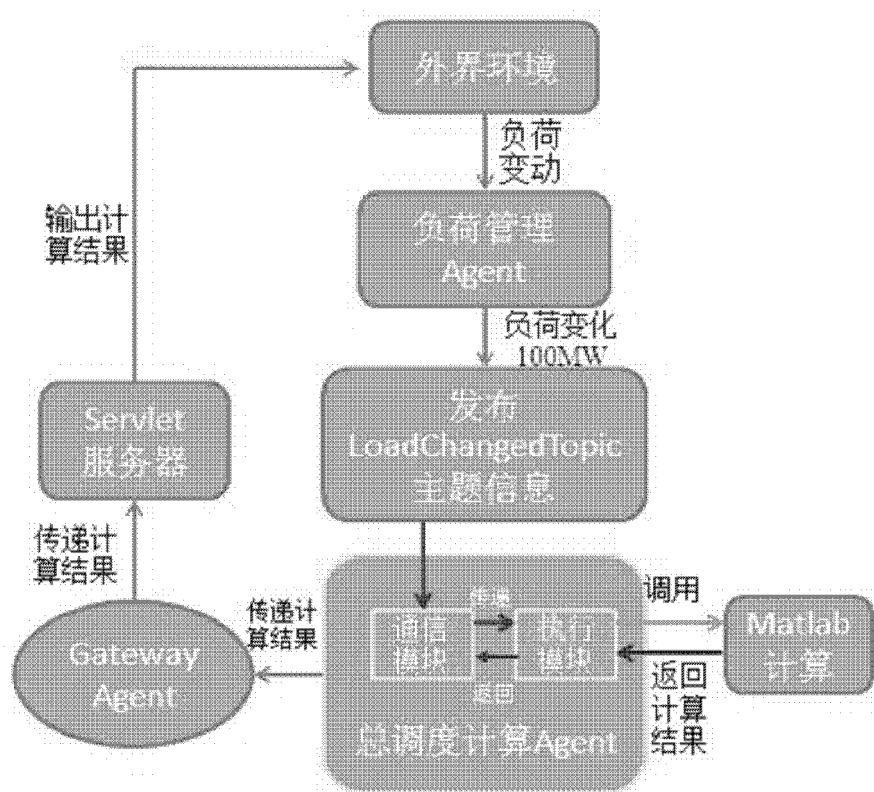 外界环境
负荷
变动
负荷管理
Agent
输出计
算结果
负荷变化
100MW
Servlet
服务器
发布
LoadChangedTopic
主题信息
传递计
算结果
传递计
算结果
Gateway
Agent
通信
模块
执行
模块
返回
总调度计算Agent
调用
Matlab
计算
返回
计算
结果